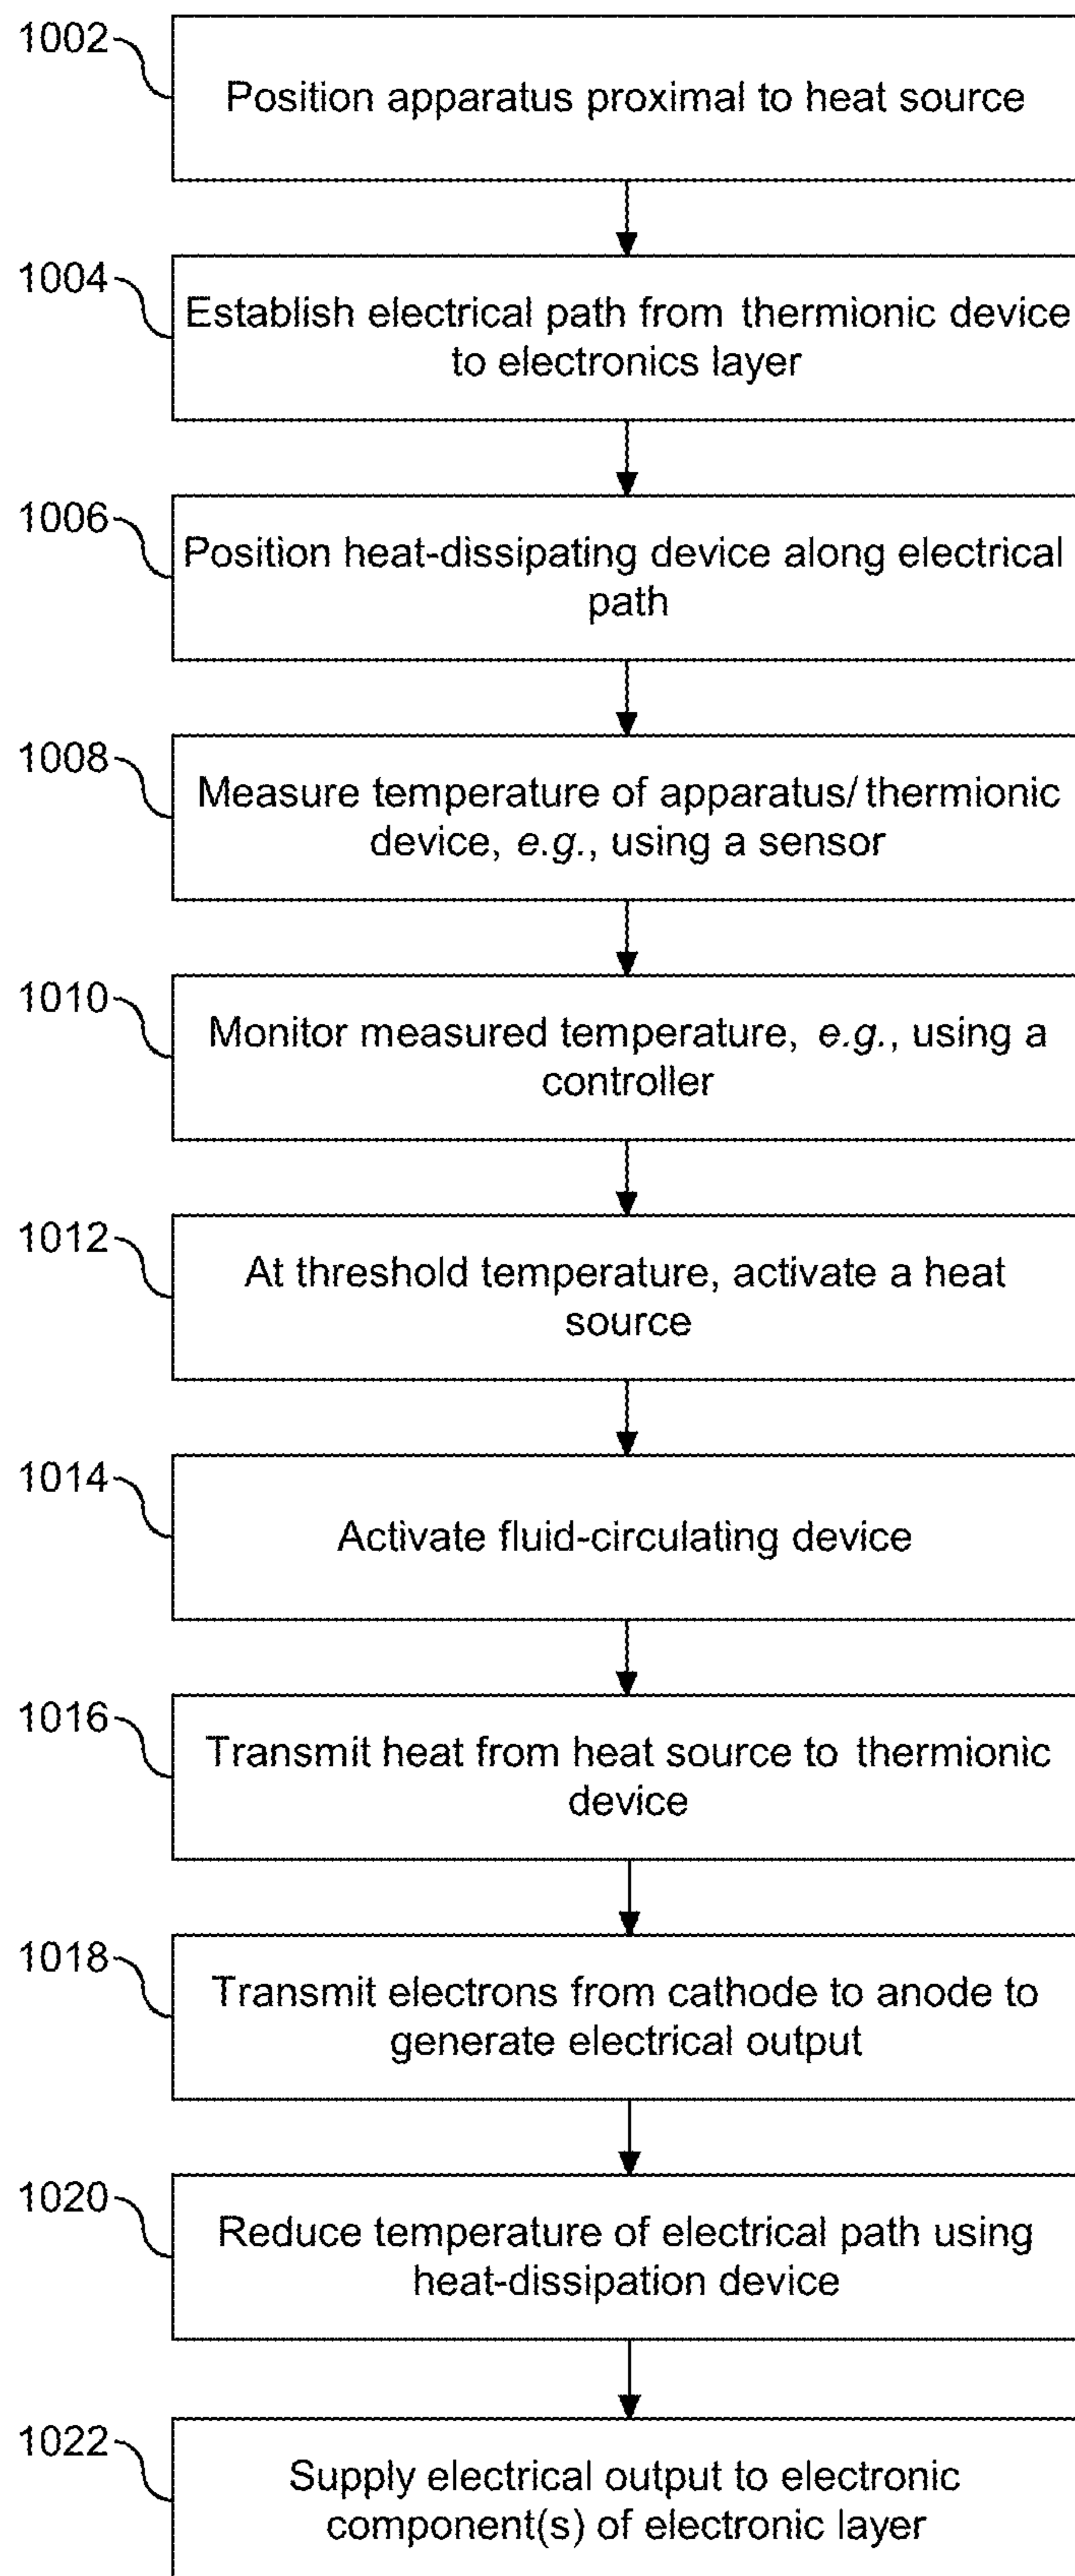 1002
Position apparatus proximal to heat source
1004
Establish electrical path from thermionic device
to electronics layer
1006
Position heat-dissipating device along electrical
path
1008
Measure temperature of apparatus/ thermionic
device, e.g., using a sensor
1010
Monitor measured temperature, e.g., using a
controller
1012
At threshold temperature, activate a heat
source
1014
Activate fluid-circulating device
1016
Transmit heat from heat source to thermionic
device
1018
Transmit electrons from cathode to anode to
generate electrical output
1020
Reduce temperature of electrical path using
heat-dissipation device
1022
Supply electrical output to electronic
component(s) of electronic layer